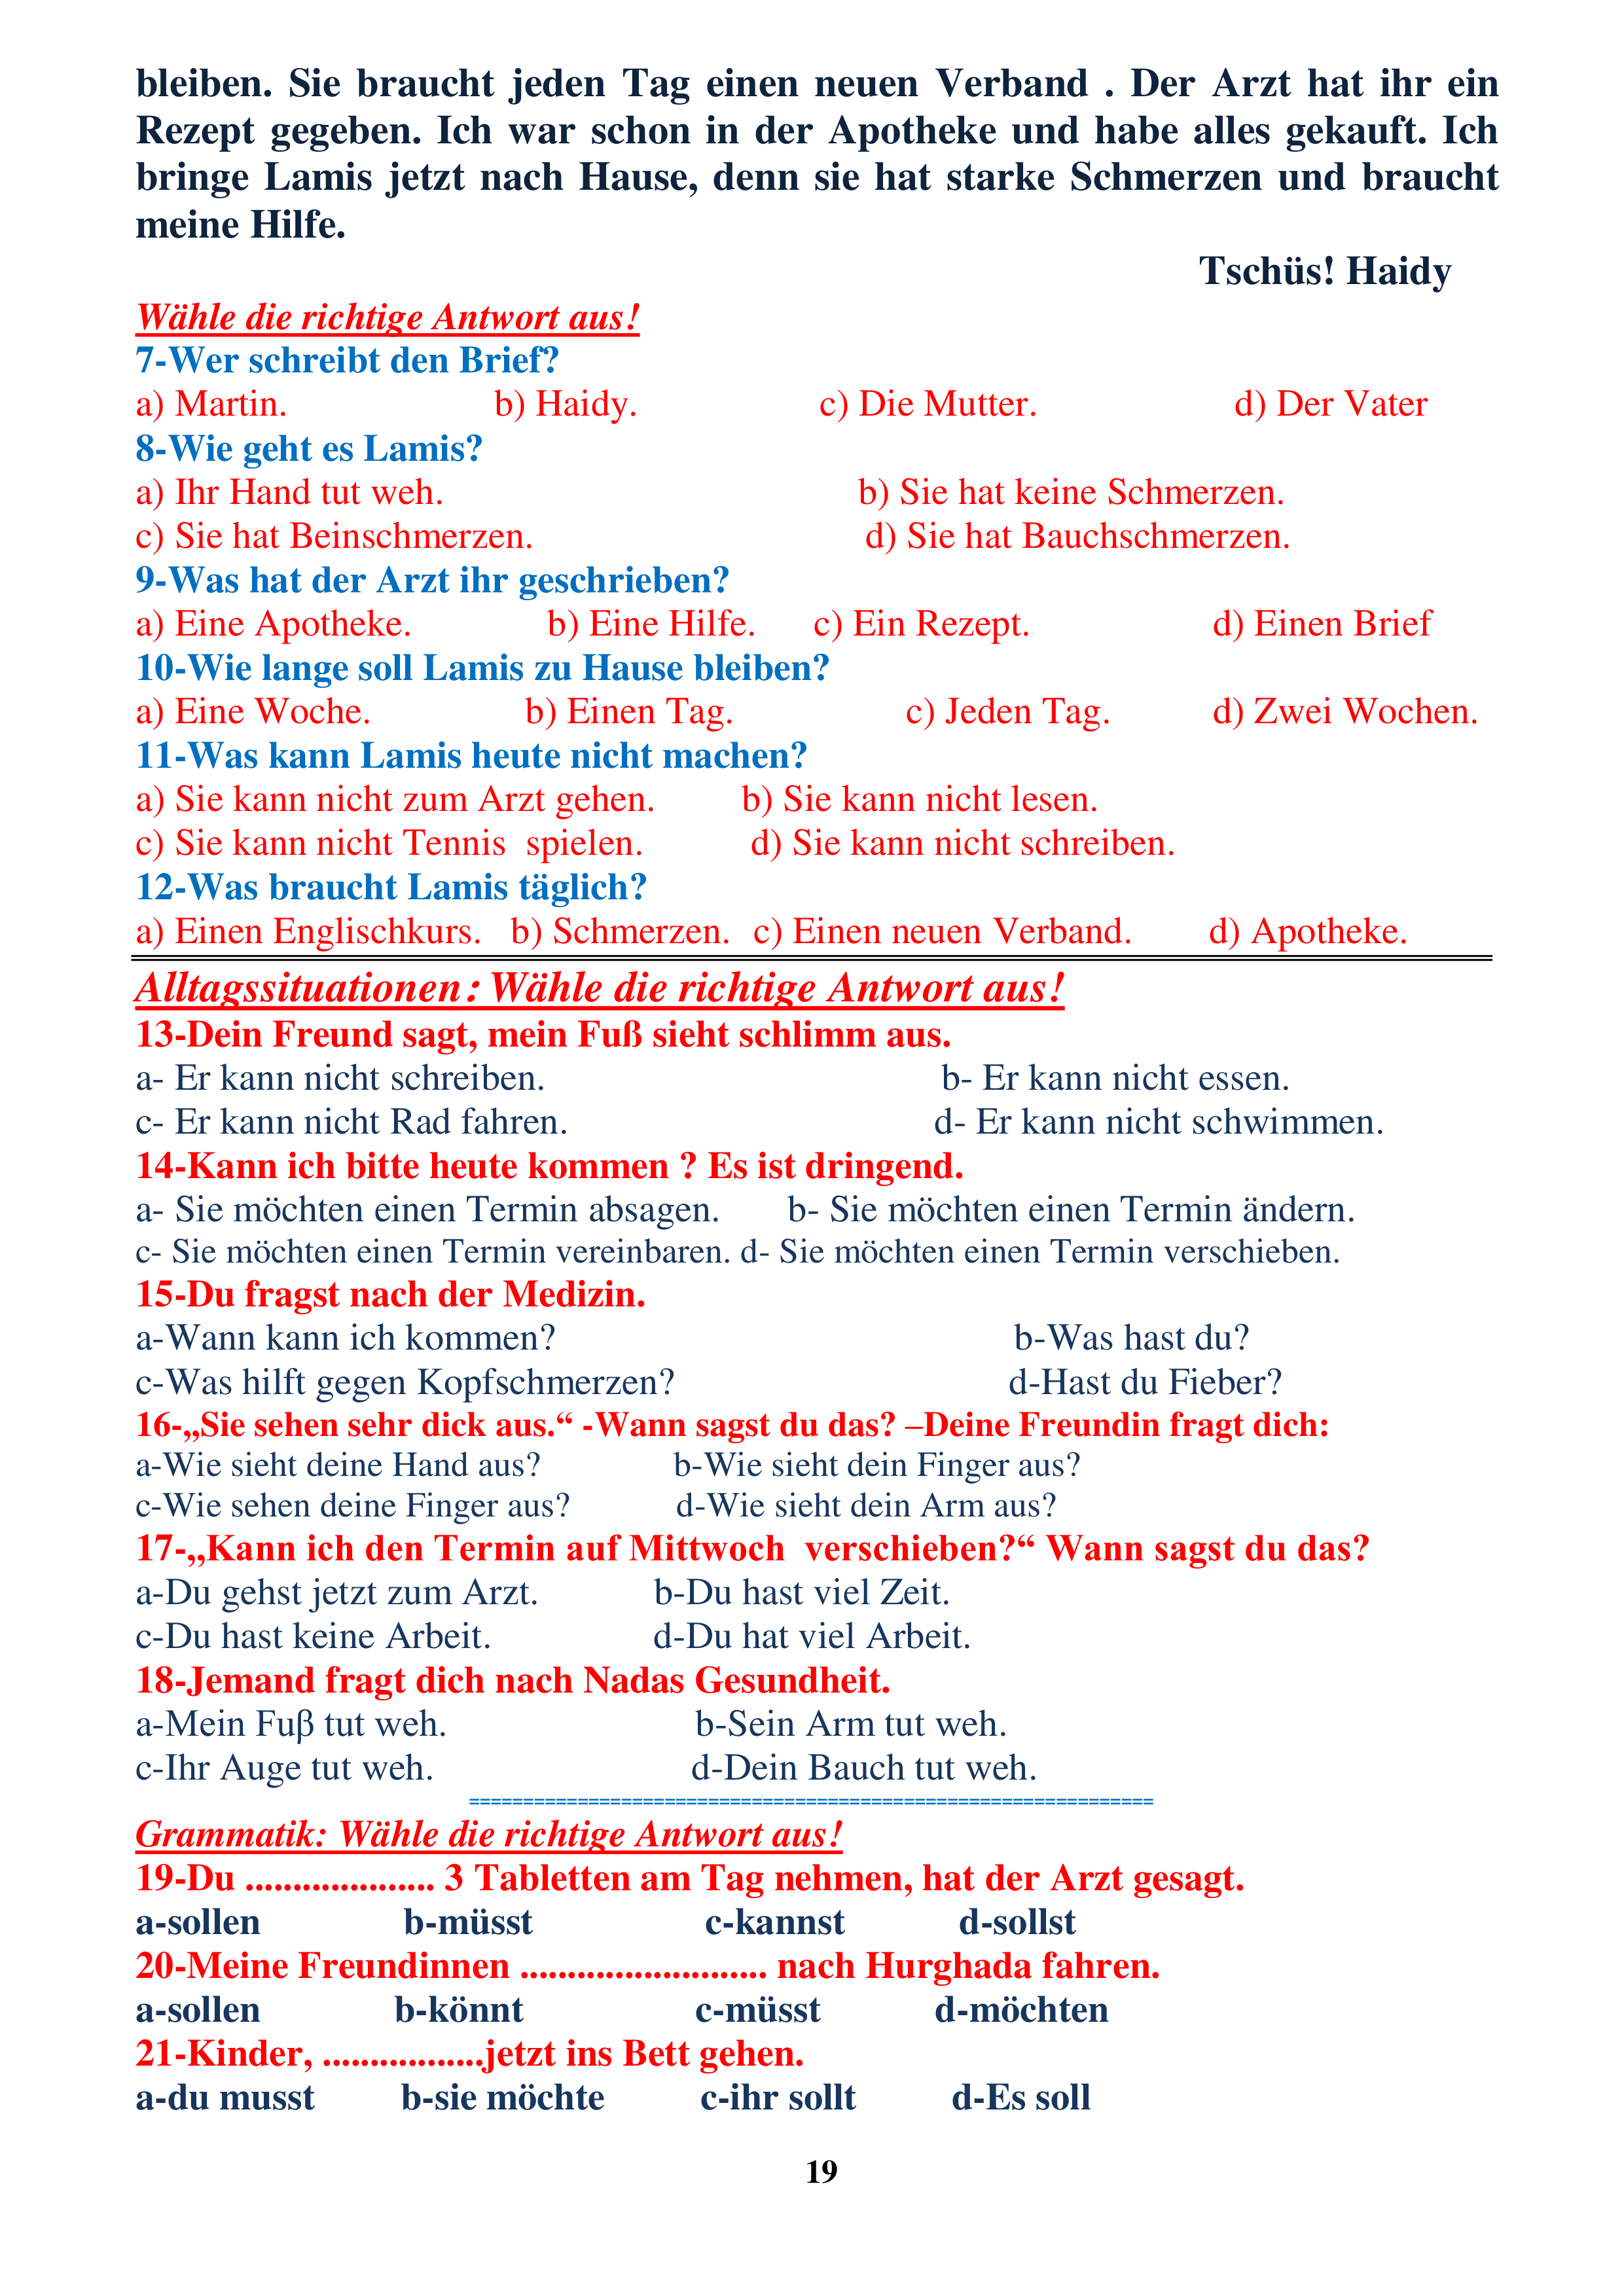 bleiben. Sie braucht jeden Tag einen neuen Verband . Der Arzt hat ihr ein
Rezept gegeben. Ich war schon in der Apotheke und habe alles gekauft. Ich
bringe Lamis jetzt nach Hause, denn sie hat starke Schmerzen und braucht
meine Hilfe.
Tschüs! Haidy
Wähle die richtige Antwort aus!
7-Wer schreibt den Brief?
a) Martin. b) Haidy. c) Die Mutter. d) Der Vater
8-Wie geht es Lamis?
a) Ihr Hand tut weh. b) Sie hat keine Schmerzen.
c) Sie hat Beinschmerzen. d) Sie hat Bauchschmerzen.
9-Was hat der Arzt ihr geschrieben?
a) Eine Apotheke. b) Eine Hilfe. c) Ein Rezept. d) Einen Brief
10-Wie lange soll Lamis zu Hause bleiben?
a) Eine Woche. b) Einen Tag. c) Jeden Tag. d) Zwei Wochen.
11-Was kann Lamis heute nicht machen?
a) Sie kann nicht zum Arzt gehen. b) Sie kann nicht lesen.
c) Sie kann nicht Tennis spielen. d) Sie kann nicht schreiben.
12-Was braucht Lamis täglich?
a) Einen Englischkurs. b) Schmerzen. c) Einen neuen Verband. d) Apotheke.
Alltagssituationen: Wähle die richtige Antwort aus!
13-Dein Freund sagt, mein Fuß sieht schlimm aus.
a- Er kann nicht schreiben. b- Er kann nicht essen.
c- Er kann nicht Rad fahren. d- Er kann nicht schwimmen.
14-Kann ich bitte heute kommen ? Es ist dringend.
a- Sie möchten einen Termin absagen. b- Sie möchten einen Termin ändern.
c- Sie möchten einen Termin vereinbaren. d- Sie möchten einen Termin verschieben.
15-Du fragst nach der Medizin.
a-Wann kann ich kommen? b-Was hast du?
c-Was hilft gegen Kopfschmerzen? d-Hast du Fieber?
16-„Sie sehen sehr dick aus.“ -Wann sagst du das? –Deine Freundin fragt dich:
a-Wie sieht deine Hand aus? b-Wie sieht dein Finger aus?
c-Wie sehen deine Finger aus? d-Wie sieht dein Arm aus?
17-„Kann ich den Termin auf Mittwoch verschieben?“ Wann sagst du das?
a-Du gehst jetzt zum Arzt. b-Du hast viel Zeit.
c-Du hast keine Arbeit. d-Du hat viel Arbeit.
18-Jemand fragt dich nach Nadas Gesundheit.
a-Mein Fuβ tut weh. b-Sein Arm tut weh.
c-Ihr Auge tut weh. d-Dein Bauch tut weh.
================================================================
Grammatik: Wähle die richtige Antwort aus!
19-Du .................... 3 Tabletten am Tag nehmen, hat der Arzt gesagt.
a-sollen b-müsst c-kannst d-sollst
20-Meine Freundinnen .......................... nach Hurghada fahren.
a-sollen b-könnt c-müsst d-möchten
21-Kinder, .................jetzt ins Bett gehen.
a-du musst b-sie möchte c-ihr sollt d-Es soll
19